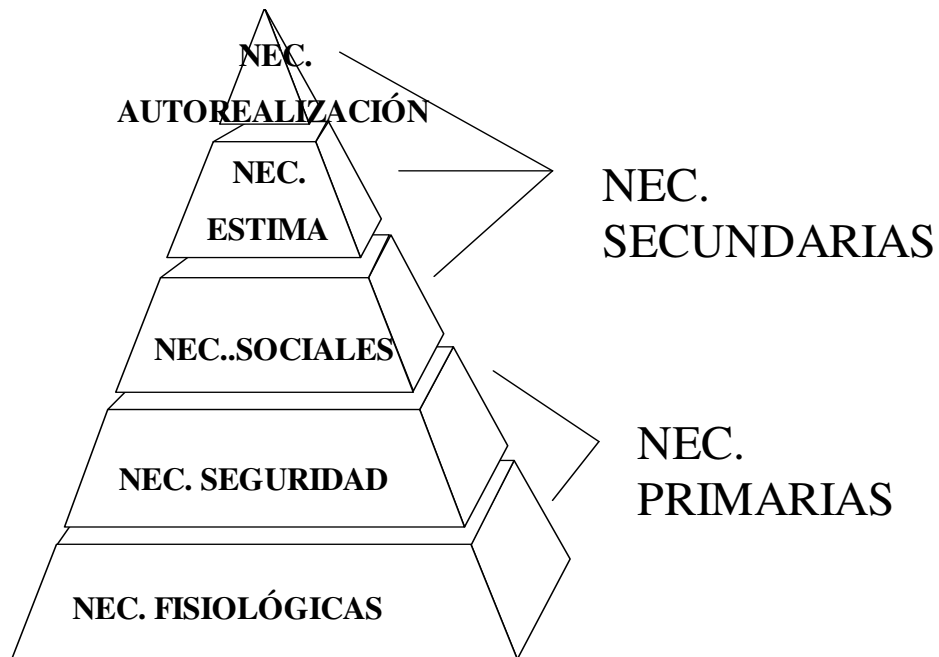 NEC.
AUTOREALIZACIÓN
NEC.
ESTIMA
NEC..SOCIALES
NEC. SEGURIDAD
NEC. FISIOLÓGICAS
NEC.
SECUNDARIAS
NEC.
PRIMARIAS